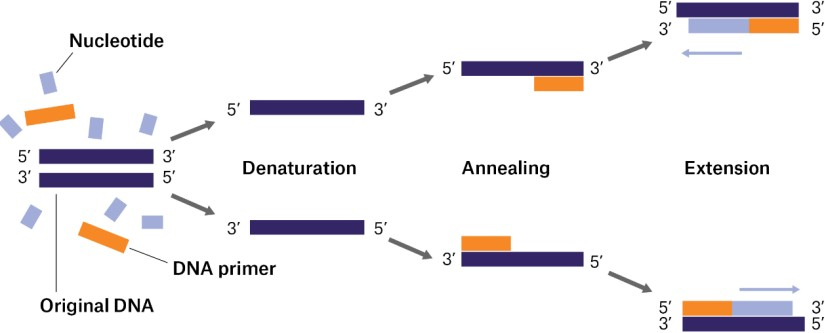 Nucleotide
5′ 3′
3′ 5′
DNA primer
Original DNA
5′ 3′
Denaturation
3′ 5′
5′ 3′
Annealing
3′ 5′
5′ 3′
3′ 5′
Extension
5′ 3′
3′ 5′